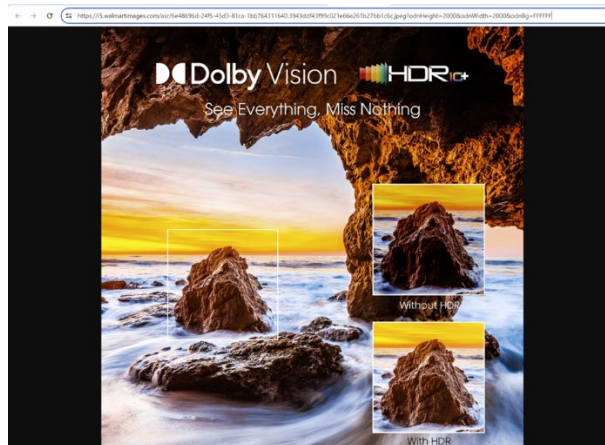 Dolby Vision HDR10+
See Everything, Miss Nothing
Without HDR
With HDR